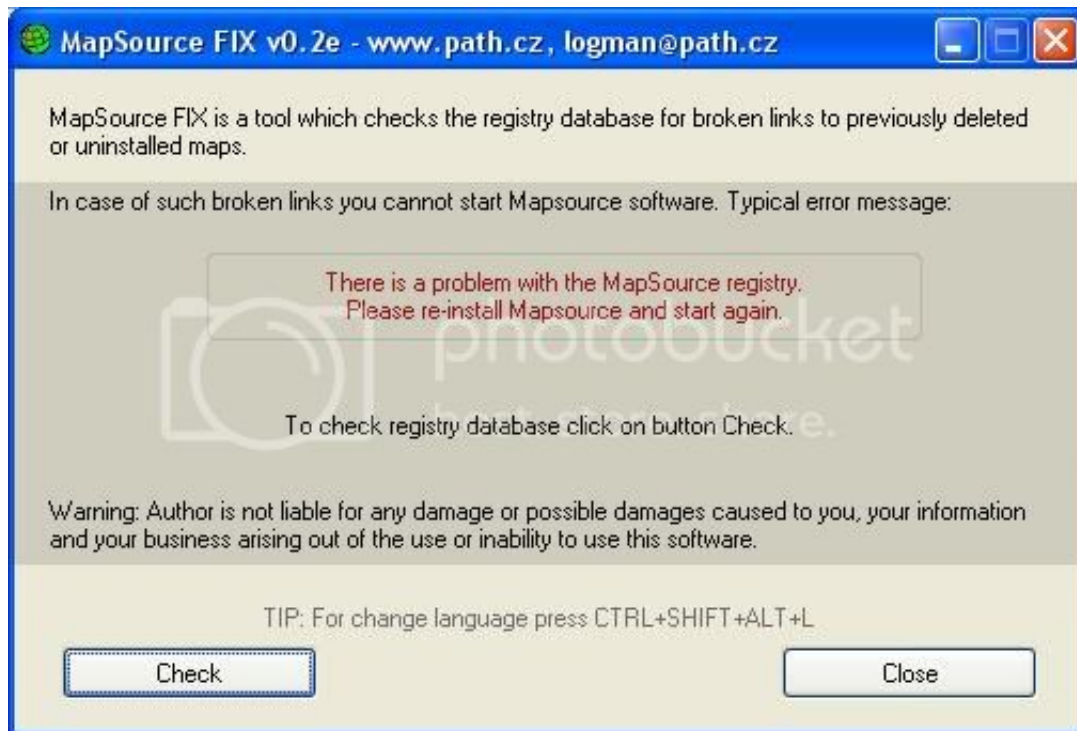 MapSource FIX v0.2e - www.path.cz, logman@path.cz
MapSource FIX is a tool which checks the registry database for broken links to previously deleted
or uninstalled maps.
In case of such broken links you cannot start Mapsource software. Typical error message:
There is a problem with the MapSource registry.
Please re-install Mapsource and start again.
photobucket
To check registry database click on button Check.
Warning: Author is not liable for any damage or possible damages caused to you, your information
and your business arising out of the use or inability to use this software.
TIP: For change language press CTRL+SHIFT+ALT+L
Check
Close